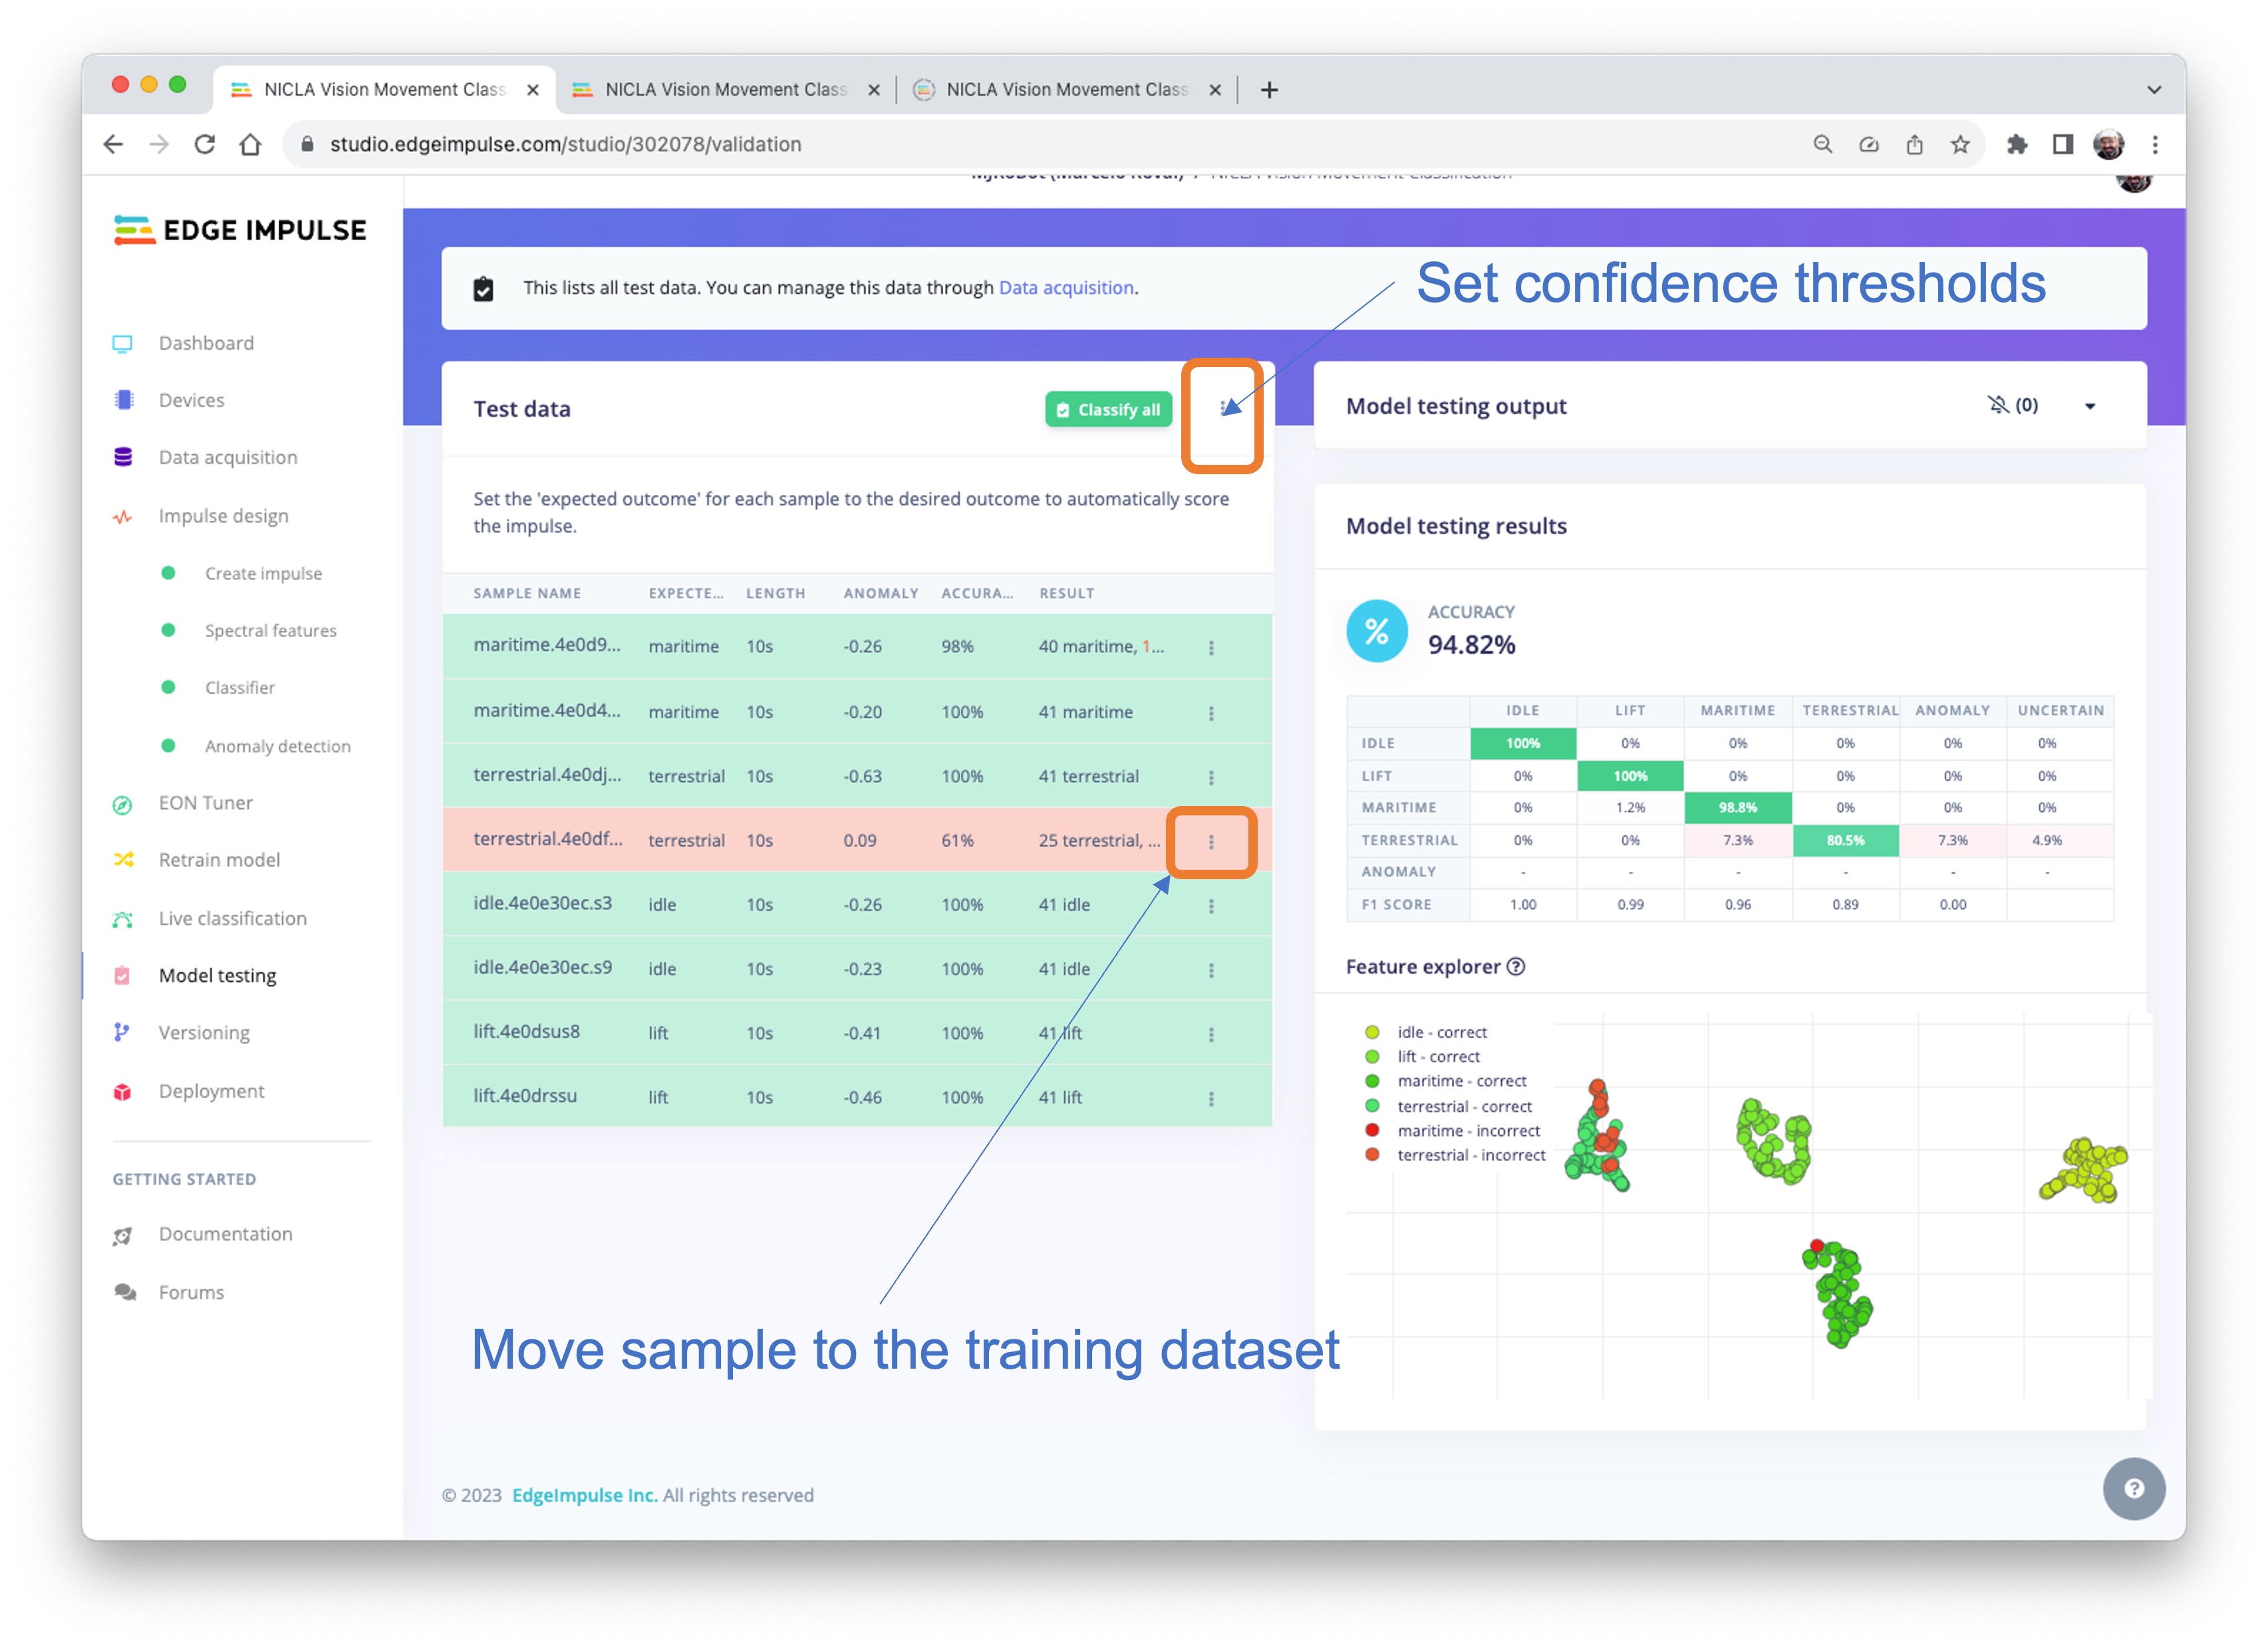 NICLA Vision Movement Class
NICLA Vision Movement Class
NICLA Vision Movement Class
studio.edgeimpulse.com/studio/302078/validation
EDGE IMPULSE
Dashboard
Devices
Data acquisition
Impulse design
Create impulse
Spectral features
Classifier
Anomaly detection
EON Tuner
Retrain model
Live classification
Model testing
Versioning
Deployment
GETTING STARTED
Documentation
Forums
This lists all test data. You can manage this data through Data acquisition.
Set confidence thresholds
Test data
Classify all
Set the 'expected outcome' for each sample to the desired outcome to automatically score
the impulse.
SAMPLE NAME EXPECTE... LENGTH ANOMALY ACCURA... RESULT
maritime.4e0d9... maritime 10s -0.26 98% 40 maritime, 1...
maritime.4e0d4... maritime 10s -0.20 100% 41 maritime
terrestrial.4e0dj... terrestrial 10s -0.63 100% 41 terrestrial
terrestrial.4e0df... terrestrial 10s 0.09 61% 25 terrestrial, ...
idle.4e0e30ec.s3 idle 10s -0.26 100% 41 idle
idle.4e0e30ec.s9 idle 10s -0.23 100% 41 idle
lift.4e0dsus8 lift 10s -0.41 100% 41 lift
lift.4e0drssu lift 10s -0.46 100% 41 lift
Move sample to the training dataset
Model testing output
(0)
Model testing results
%
ACCURACY
94.82%
IDLE LIFT MARITIME TERRESTRIAL ANOMALY UNCERTAIN
IDLE 100% 0% 0% 0% 0% 0%
LIFT 0% 100% 0% 0% 0% 0%
MARITIME 0% 1.2% 98.8% 0% 0% 0%
TERRESTRIAL 0% 0% 7.3% 80.5% 7.3% 4.9%
ANOMALY - - - - - -
F1 SCORE 1.00 0.99 0.96 0.89 0.00
Feature explorer ?
idle - correct
lift - correct
maritime - correct
terrestrial - correct
maritime - incorrect
terrestrial - incorrect
© 2023 EdgeImpulse Inc. All rights reserved
?